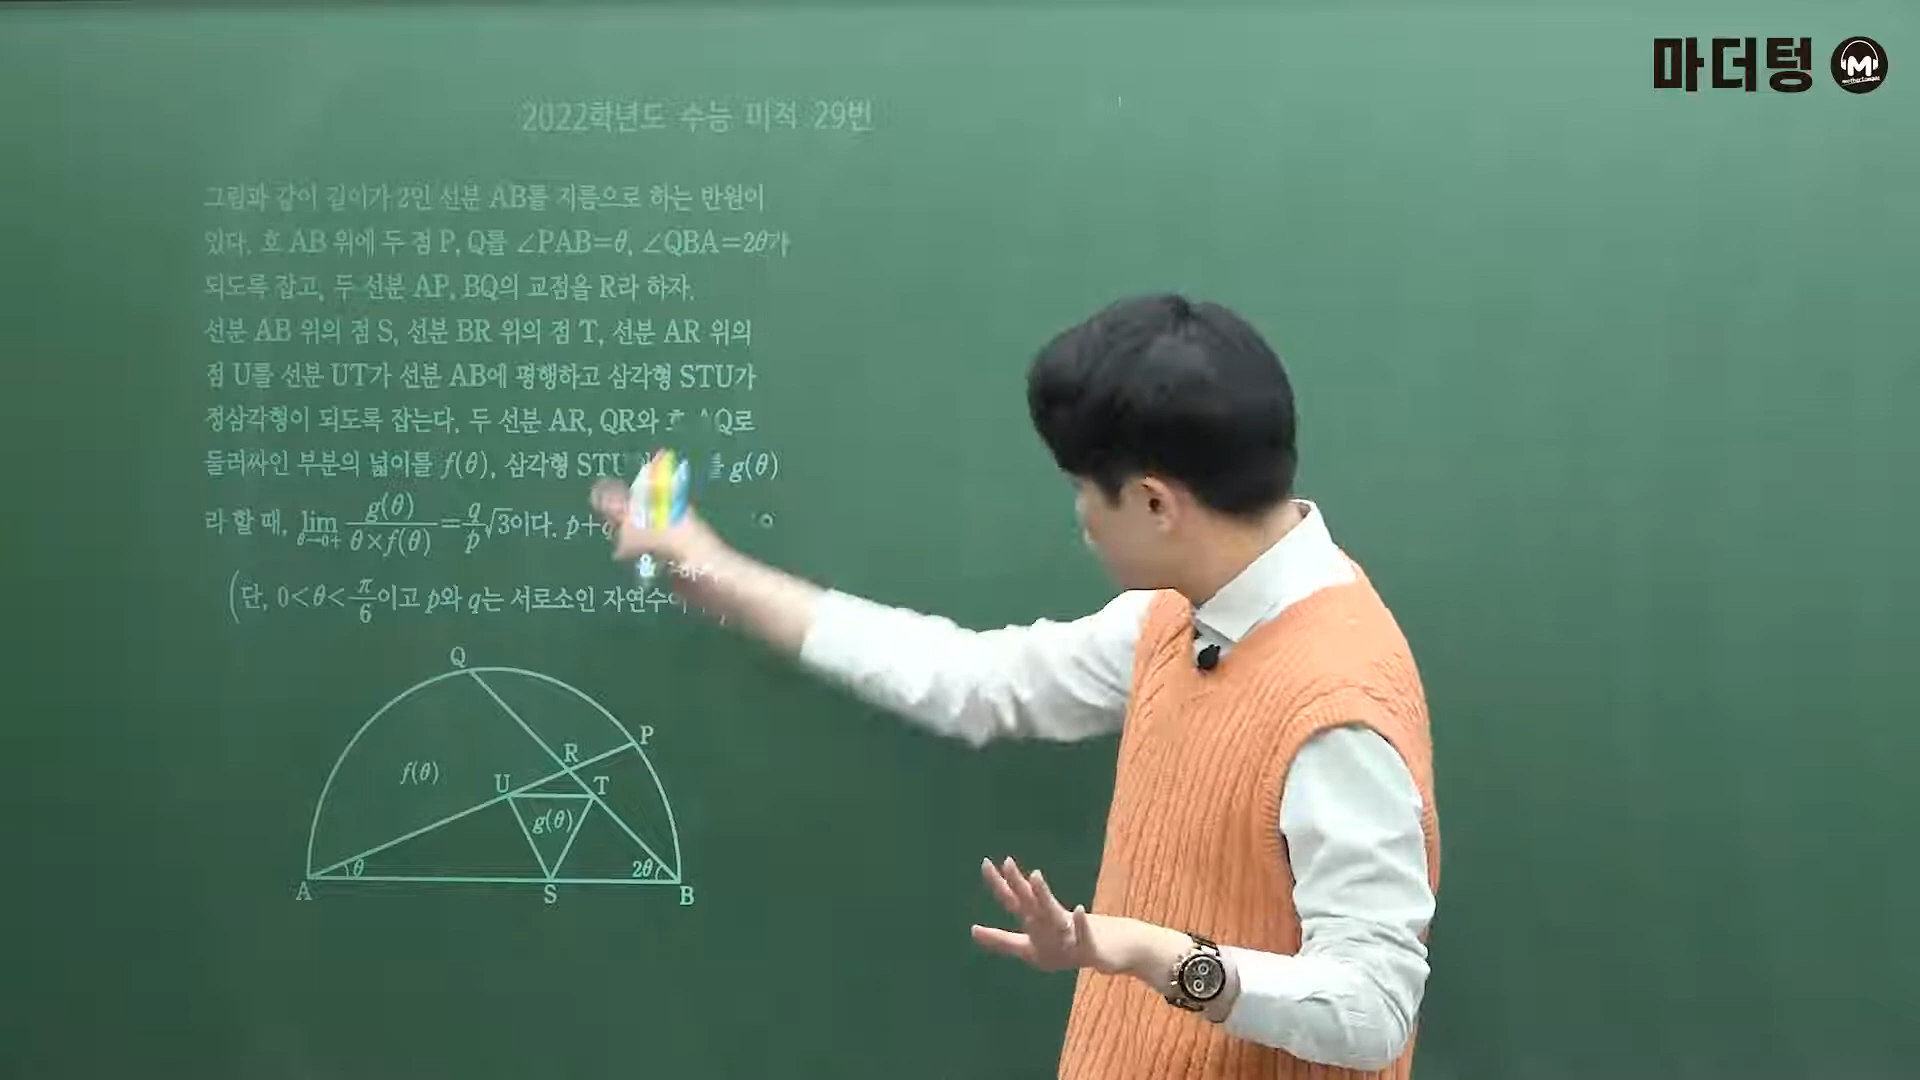 마더텅
M
2022학년도 수능 미적 29번
그림과 같이 길이가 2인 선분 AB를 지름으로 하는 반원이
있다. 호 AB 위에 두 점 P, Q를 ∠PAB=θ, ∠QBA=2θ가
되도록 잡고, 두 선분 AP, BQ의 교점을 R라 하자.
선분 AB 위의 점 S, 선분 BR 위의 점 T, 선분 AR 위의
점 U를 선분 UT가 선분 AB에 평행하고 삼각형 STU가
정삼각형이 되도록 잡는다. 두 선분 AR, QR와 Q로
둘러싸인 부분의 넓이를 f(θ), 삼각형 STU 를 g(θ)
라 할 때, lim θ→0+ g(θ)/(θ×f(θ)) = q/p √3이다. p+q
(단, 0<θ<π/6이고 p와 q는 서로소인 자연수
Q
P
R
f(θ)
U T
g(θ)
θ 2θ
A S B